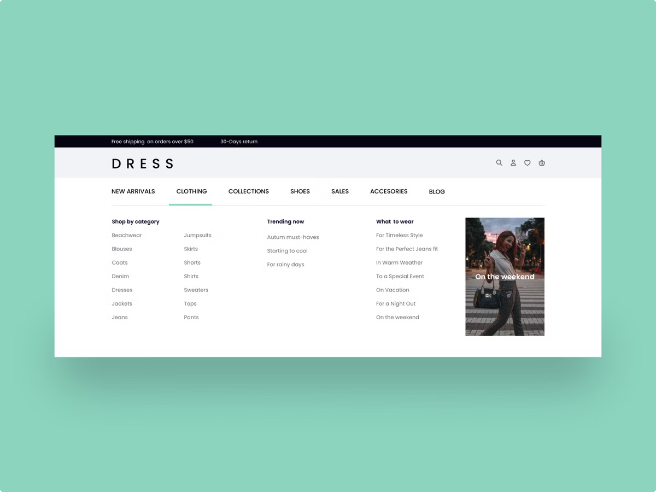 Free shipping on orders over $50 30-Days return
DRESS
NEW ARRIVALS CLOTHING COLLECTIONS SHOES SALES ACCESORIES BLOG
Shop by category
Beachwear
Blouses
Coats
Denim
Dresses
Jackets
Jeans
Jumpsuits
Skirts
Shorts
Shirts
Sweaters
Tops
Pants
Trending now
Autum must-haves
Starting to cool
For rainy days
What to wear
For Timeless Style
For the Perfect Jeans fit
In Warm Weather
To a Special Event
On Vacation
For a Night Out
On the weekend
On the weekend